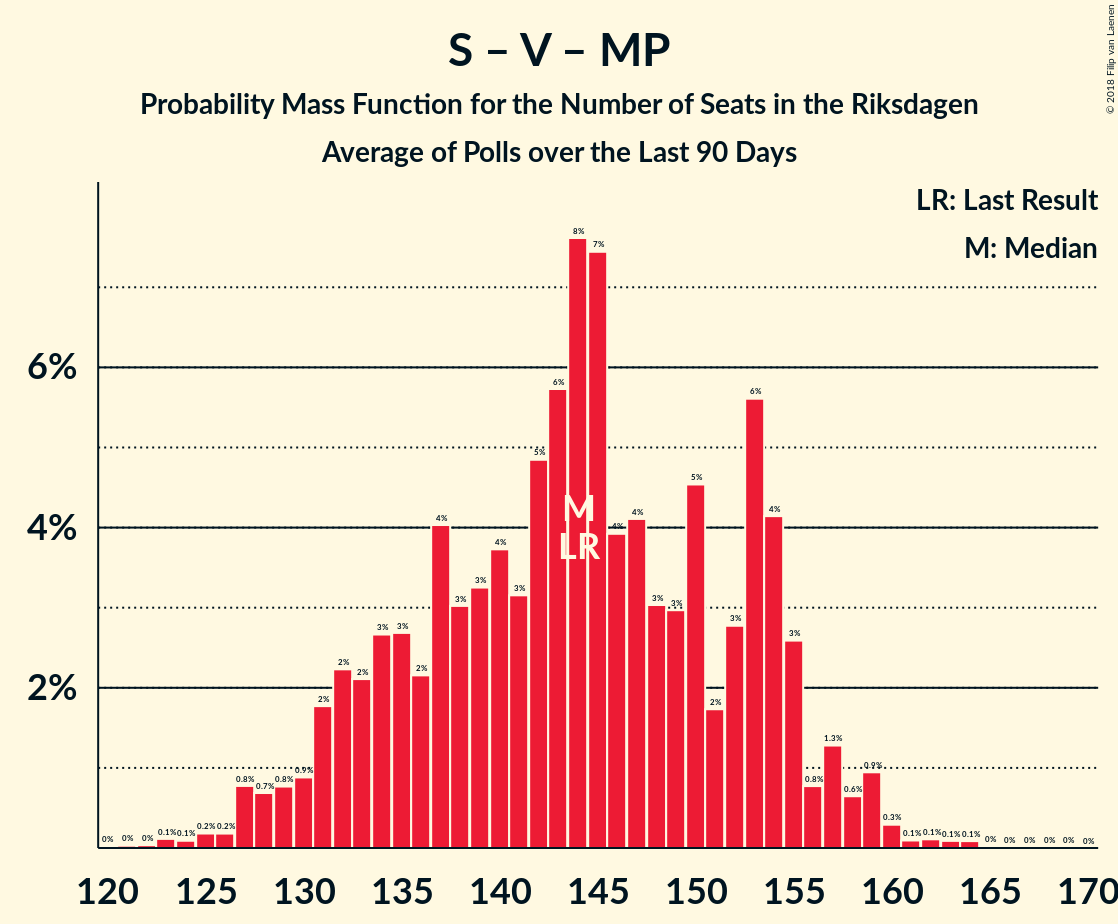 S – V – MP
Probability Mass Function for the Number of Seats in the Riksdagen
Average of Polls over the Last 90 Days
© 2018 Filip van Laenen
LR: Last Result
M: Median
6%
4%
2%
0% 0% 0% 0.1% 0.1% 0.2% 0.2% 0.8% 0.7% 0.8% 0.9% 2% 2% 2% 3% 3% 2% 4% 3% 3% 4% 3% 5% 6% 8% 7% 4% 4% 3% 3% 5% 2% 3% 6% 4% 3% 0.8% 1.3% 0.6% 0.9% 0.3% 0.1% 0.1% 0.1% 0.1% 0% 0% 0% 0% 0% 0%
M
LR
120 125 130 135 140 145 150 155 160 165 170